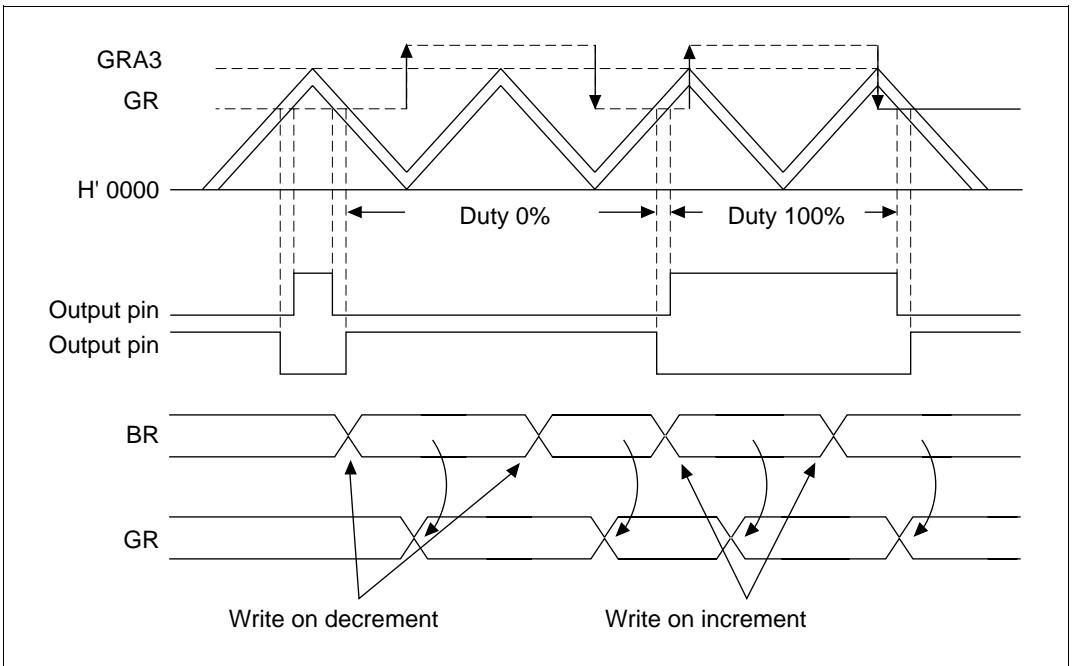 GRA3
GR
H' 0000
Duty 0%
Duty 100%
Output pin
Output pin
BR
GR
Write on decrement
Write on increment